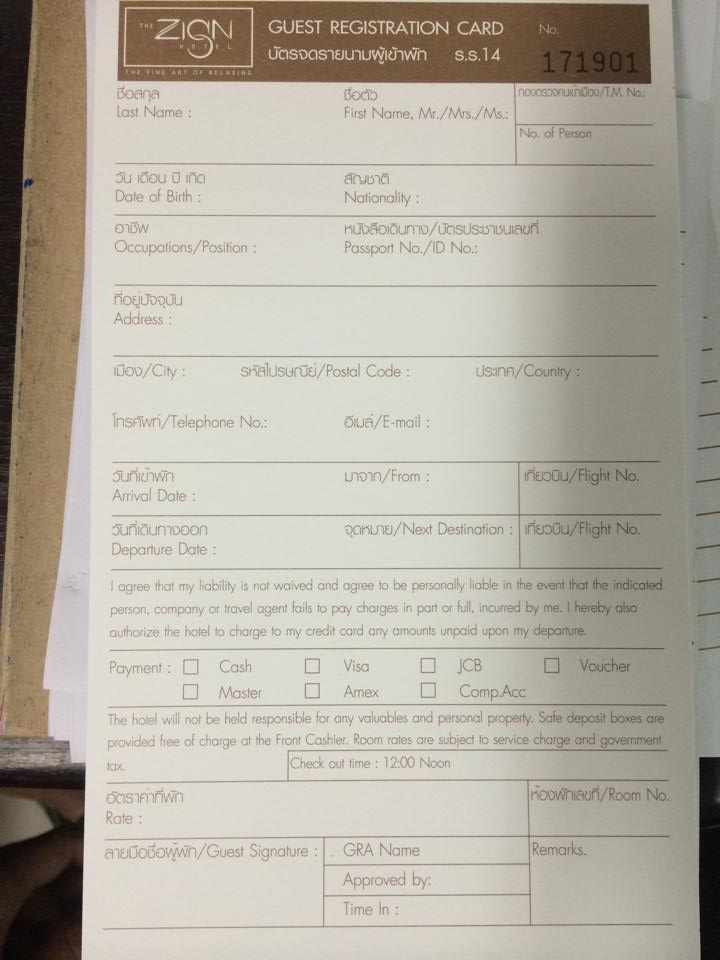 THE ZIGN
HOTEL
THE FINE ART OF RELAXING
GUEST REGISTRATION CARD No.
บัตรจดรายนามผู้เข้าพัก ร.ร.14 171901
ชื่อสกุล ชื่อตัว กองตรวจคนเข้าเมือง/T.M. No.:
Last Name : First Name, Mr./Mrs./Ms.:
No. of Person
วัน เดือน ปี เกิด สัญชาติ
Date of Birth : Nationality :
อาชีพ หนังสือเดินทาง/บัตรประชาชนเลขที่
Occupations/Position : Passport No./ID No.:
ที่อยู่ปัจจุบัน
Address :
เมือง/City : รหัสไปรษณีย์/Postal Code : ประเทศ/Country :
โทรศัพท์/Telephone No.: อีเมล์/E-mail :
วันที่เข้าพัก มาจาก/From : เที่ยวบิน/Flight No.
Arrival Date :
วันที่เดินทางออก จุดหมาย/Next Destination : เที่ยวบิน/Flight No.
Departure Date :
I agree that my liability is not waived and agree to be personally liable in the event that the indicated
person, company or travel agent fails to pay charges in part or full, incurred by me. I hereby also
authorize the hotel to charge to my credit card any amounts unpaid upon my departure.
Payment : Cash Visa JCB Voucher
Master Amex Comp.Acc
The hotel will not be held responsible for any valuables and personal property. Safe deposit boxes are
provided free of charge at the Front Cashier. Room rates are subject to service charge and government
tax. Check out time : 12:00 Noon
อัตราค่าที่พัก ห้องพักเลขที่/Room No.
Rate :
ลายมือชื่อผู้พัก/Guest Signature : . GRA Name Remarks.
Approved by:
Time In :